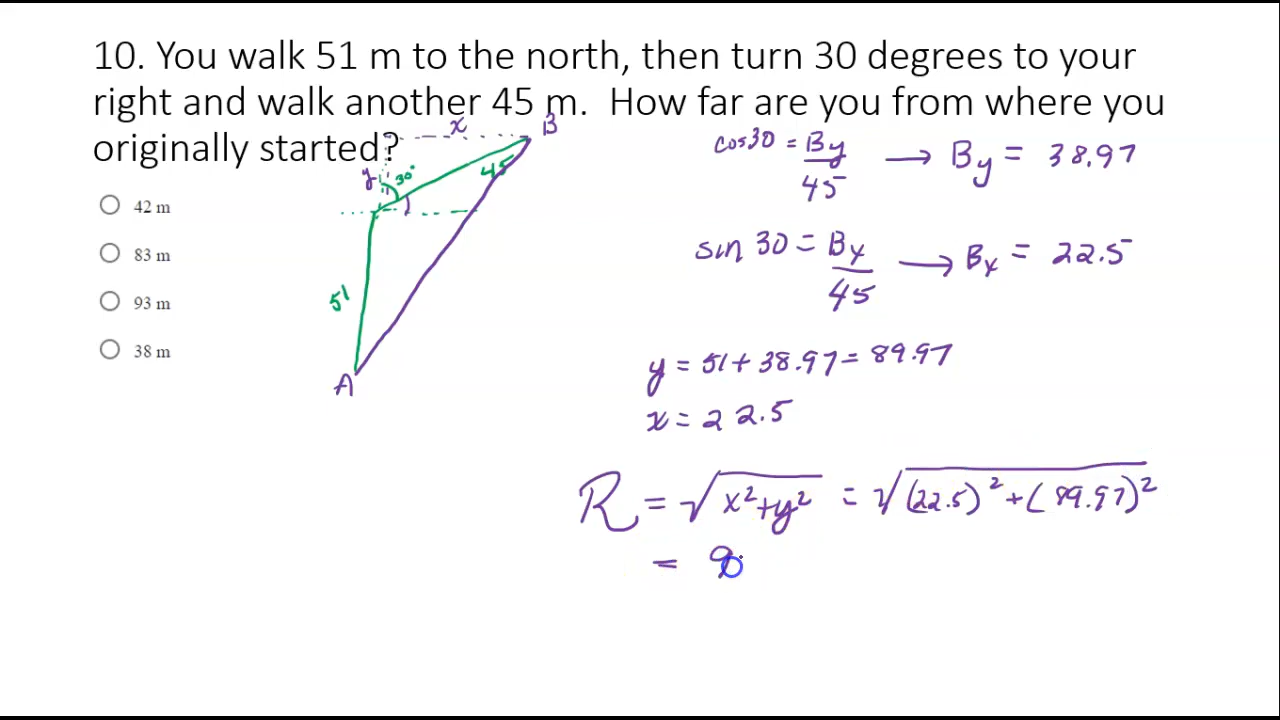 10. You walk 51 m to the north, then turn 30 degrees to your
right and walk another 45 m. How far are you from where you
originally started?
42 m
83 m
93 m
38 m
x
B
y
30°
45
51
A
cos30 = By/45 → By = 38.97
sin 30 = Bx/45 → Bx = 22.5
y = 51 + 38.97 = 89.97
x = 22.5
R = √x²+y² = √(22.5)²+(89.97)²
= 9